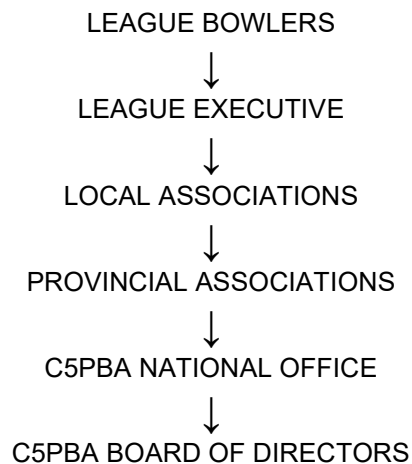 LEAGUE BOWLERS
↓
LEAGUE EXECUTIVE
↓
LOCAL ASSOCIATIONS
↓
PROVINCIAL ASSOCIATIONS
↓
C5PBA NATIONAL OFFICE
↓
C5PBA BOARD OF DIRECTORS